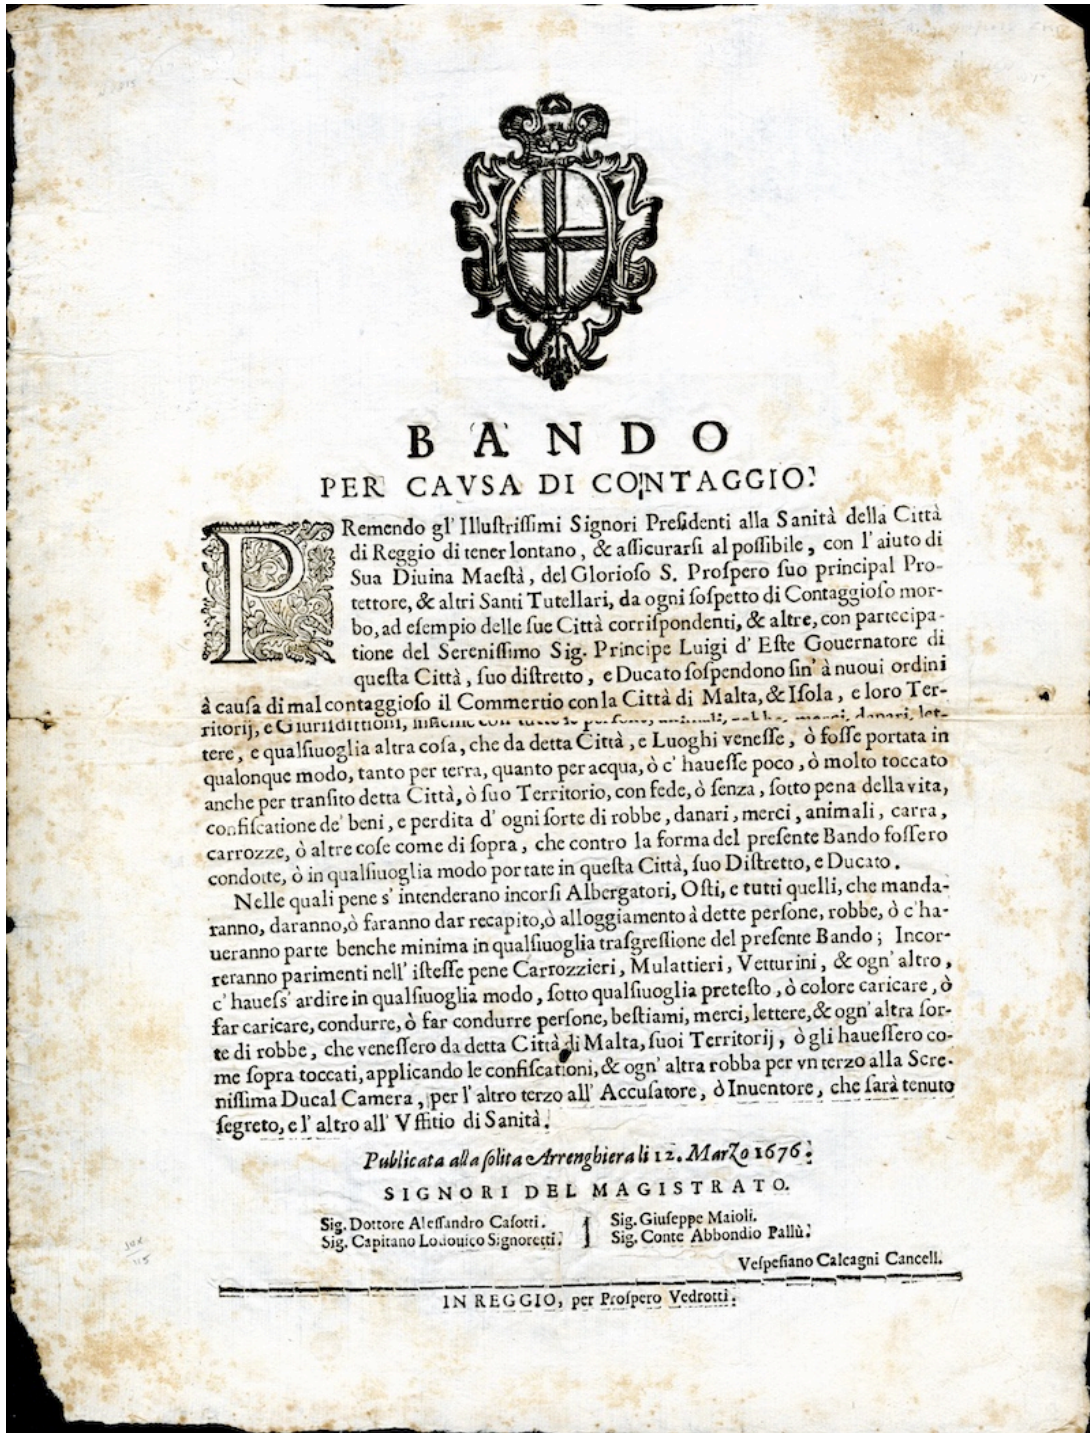 BANDO
PER CAVSA DI CONTAGGIO.
PRemendo gl' Illuſtriſſimi Signori Preſidenti alla Sanità della Città
di Reggio di tener lontano, & aſſicurarſi al poſſibile, con l'aiuto di
Sua Diuina Maeſtà, del Glorioſo S. Proſpero ſuo principal Pro-
tettore, & altri Santi Tutellari, da ogni ſoſpetto di Contaggioſo mor-
bo, ad eſempio delle ſue Città corriſpondenti, & altre, con partecipa-
tione del Sereniſſimo Sig. Principe Luigi d' Eſte Gouernatore di
queſta Città, ſuo diſtretto, e Ducato ſoſpendono ſin' à nuoui ordini
à cauſa di mal contaggioſo il Commertio con la Città di Malta, & Iſola, e loro Ter-
ritorij, e Giuriſdittioni, inſieme con tutte le perſone, animali, robbe, merci, danari, let-
tere, e qualſiuoglia altra coſa, che da detta Città, e Luoghi veneſſe, ò foſſe portata in
qualonque modo, tanto per terra, quanto per acqua, ò c' haueſſe poco, ò molto toccato
anche per tranſito detta Città, ò ſuo Territorio, con fede, ò ſenza, ſotto pena della vita,
confiſcatione de' beni, e perdita d' ogni ſorte di robbe, danari, merci, animali, carra,
carrozze, ò altre coſe come di ſopra, che contro la forma del preſente Bando foſſero
condotte, ò in qualſiuoglia modo portate in queſta Città, ſuo Diſtretto, e Ducato.
Nelle quali pene s' intenderano incorſi Albergatori, Oſti, e tutti quelli, che manda-
ranno, daranno, ò faranno dar recapito, ò alloggiamento à dette perſone, robbe, ò c' ha-
ueranno parte benche minima in qualſiuoglia traſgreſſione del preſente Bando; Incor-
reranno parimenti nell' iſteſſe pene Carrozzieri, Mulattieri, Vetturini, & ogn' altro,
c' haueſs' ardire in qualſiuoglia modo, ſotto qualſiuoglia preteſto, ò colore caricare, ò
far caricare, condurre, ò far condurre perſone, beſtiami, merci, lettere, & ogn' altra ſor-
te di robbe, che veneſſero da detta Città di Malta, ſuoi Territorij, ò gli haueſſero co-
me ſopra toccati, applicando le confiſcationi, & ogn' altra robba per vn terzo alla Sere-
niſſima Ducal Camera, per l' altro terzo all' Accuſatore, ò Inuentore, che ſarà tenuto
ſegreto, e l' altro all' Vffitio di Sanità.
Publicata alla ſolita Arrenghiera li 12. Marzo 1676.
SIGNORI DEL MAGISTRATO.
Sig. Dottore Aleſſandro Caſotti.
Sig. Capitano Lodouico Signoretti.
Sig. Giuſeppe Maioli.
Sig. Conte Abbondio Pallù.
Veſpeſiano Calcagni Cancell.
IN REGGIO, per Proſpero Vedrotti.